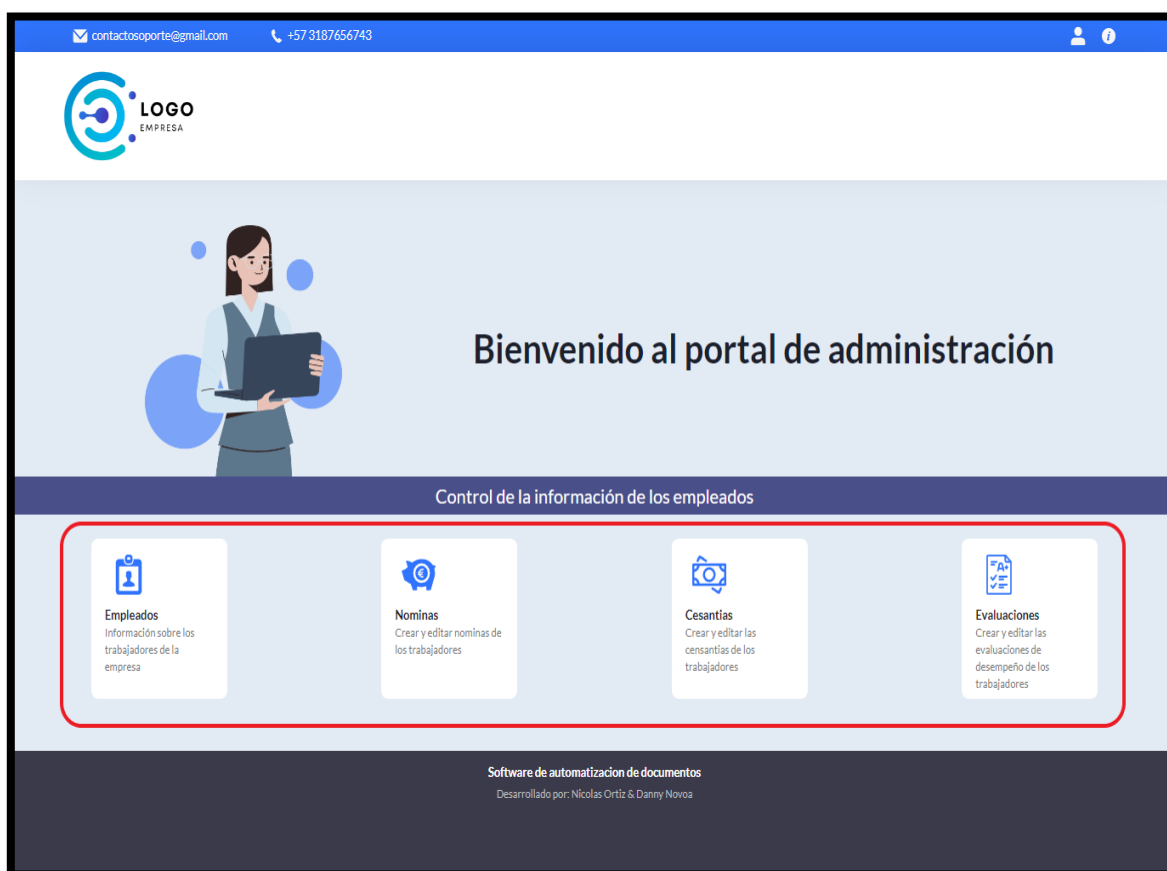 contactosoporte@gmail.com
+57 3187656743
LOGO
EMPRESA
Bienvenido al portal de administración
Control de la información de los empleados
Empleados
Información sobre los
trabajadores de la
empresa
Nominas
Crear y editar nominas de
los trabajadores
Cesantias
Crear y editar las
censantias de los
trabajadores
A+
Evaluaciones
Crear y editar las
evaluaciones de
desempeño de los
trabajadores
Software de automatizacion de documentos
Desarrollado por: Nicolas Ortiz & Danny Novoa